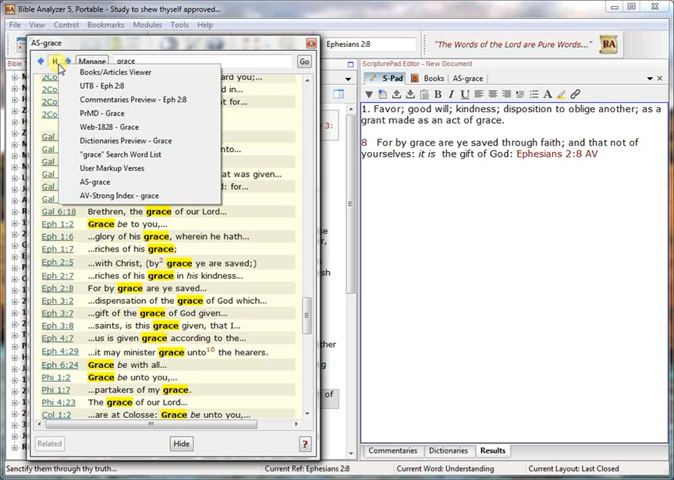 Bible Analyzer 5, Portable - Study to shew thyself approved...
File View Custom Bookmarks Modules Tools Help
AS-grace
Ephesians 2:8
"The Words of the Lord are Pure Words..."
BA
H Manage grace Go
Books/Articles Viewer
UTB - Eph 2:8
Commentaries Preview - Eph 2:8
PrMD - Grace
Web-1828 - Grace
Dictionaries Preview - Grace
"grace" Search Word List
User Markup Verses
AS-grace
AV-Strong Index - grace
2Co
2Co
2Co
2Co
Gal
Gal
Gal
Gal
Gal
Gal 6:18 Brethren, the grace of our Lord...
Eph 1:2 Grace be to you,...
Eph 1:6 ...glory of his grace, wherein he hath...
Eph 1:7 ...riches of his grace;
Eph 2:5 ...with Christ, (by2 grace ye are saved;)
Eph 2:7 ...riches of his grace in his kindness...
Eph 2:8 For by grace are ye saved...
Eph 3:2 ...dispensation of the grace of God which...
Eph 3:7 ...gift of the grace of God given...
Eph 3:8 ...saints, is this grace given, that I...
Eph 4:7 ...us is given grace according to the...
Eph 4:29 ...it may minister grace unto10 the hearers.
Eph 6:24 Grace be with all...
Phi 1:2 Grace be unto you,...
Phi 1:7 ...partakers of my grace.
Phi 4:23 The grace of our Lord...
Col 1:2 ...are at Colosse: Grace be unto you,...
Related Hide ?
ScripturePad Editor - New Document
S-Pad Books AS-grace
1. Favor; good will; kindness; disposition to oblige another; as a
grant made as an act of grace.
8 For by grace are ye saved through faith; and that not of
yourselves: it is the gift of God: Ephesians 2:8 AV
Commentaries Dictionaries Results
Sanctify them through thy truth... Current Ref: Ephesians 2:8 Current Word: Understanding Current Layout: Last Closed